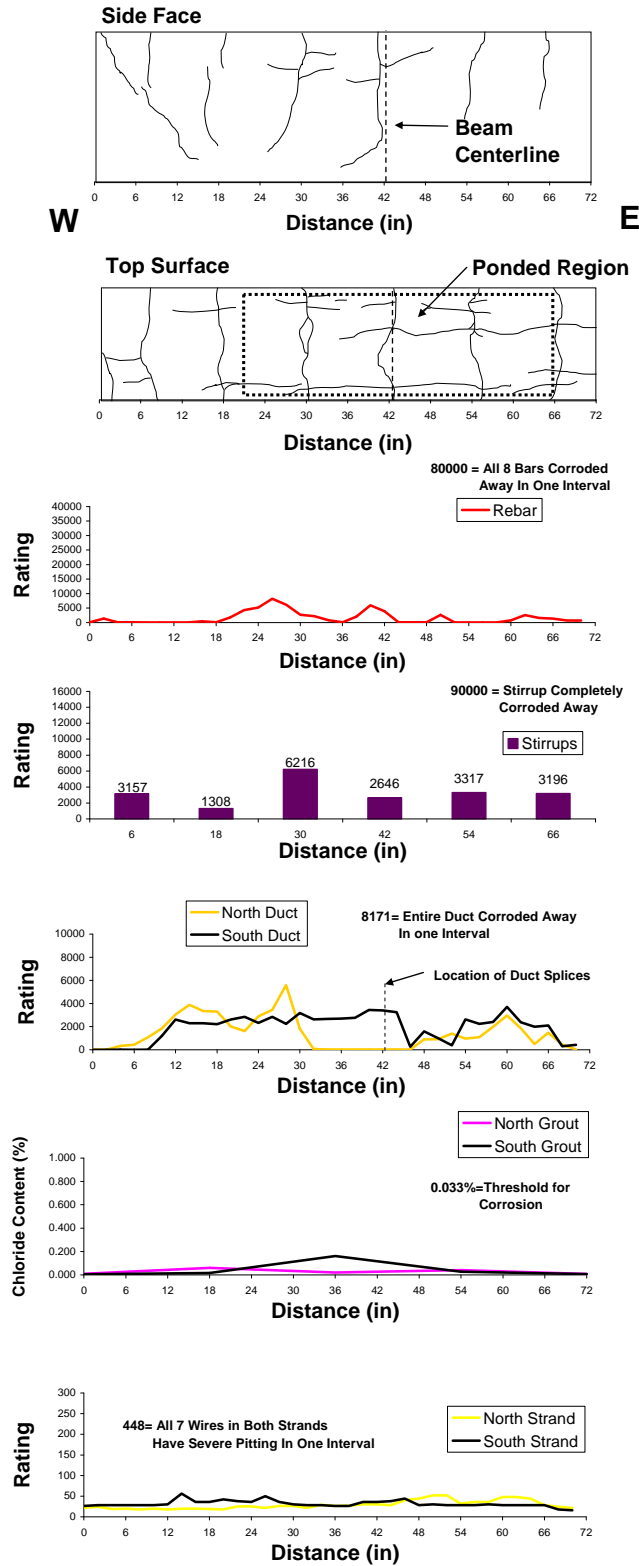 Side Face
Beam
Centerline
0 6 12 18 24 30 36 42 48 54 60 66 72
W
Distance (in)
E
Top Surface
Ponded Region
0 6 12 18 24 30 36 42 48 54 60 66 72
Distance (in)
80000 = All 8 Bars Corroded
Away In One Interval
Rebar
Rating
40000
35000
30000
25000
20000
15000
10000
5000
0
0 6 12 18 24 30 36 42 48 54 60 66 72
Distance (in)
90000 = Stirrup Completely
Corroded Away
Stirrups
Rating
16000
14000
12000
10000
8000
6000
4000
2000
0
3157 1308 6216 2646 3317 3196
6 18 30 42 54 66
Distance (in)
North Duct
South Duct
8171= Entire Duct Corroded Away
In one Interval
Location of Duct Splices
Rating
10000
8000
6000
4000
2000
0
0 6 12 18 24 30 36 42 48 54 60 66 72
Distance (in)
North Grout
South Grout
0.033%=Threshold for
Corrosion
Chloride Content (%)
1.000
0.800
0.600
0.400
0.200
0.000
0 6 12 18 24 30 36 42 48 54 60 66 72
Distance (in)
448= All 7 Wires in Both Strands
Have Severe Pitting In One Interval
North Strand
South Strand
Rating
300
250
200
150
100
50
0
0 6 12 18 24 30 36 42 48 54 60 66 72
Distance (in)